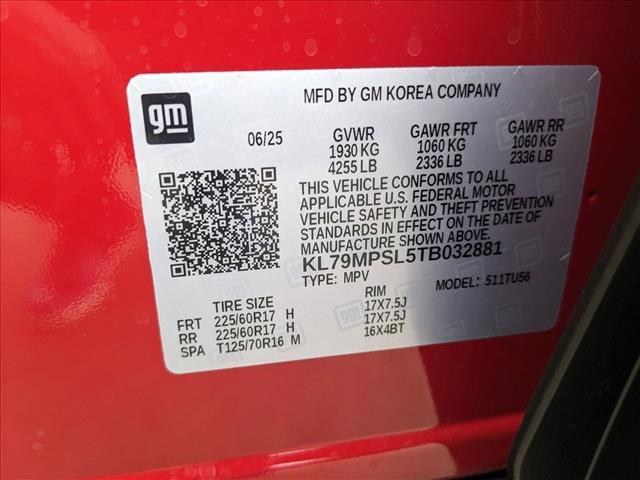 gm
MFD BY GM KOREA COMPANY
06/25 GVWR GAWR FRT GAWR RR
1930 KG 1060 KG 1060 KG
4255 LB 2336 LB 2336 LB
THIS VEHICLE CONFORMS TO ALL
APPLICABLE U.S. FEDERAL MOTOR
VEHICLE SAFETY AND THEFT PREVENTION
STANDARDS IN EFFECT ON THE DATE OF
MANUFACTURE SHOWN ABOVE.
KL79MPSL5TB032881
TYPE: MPV MODEL: 511TU56
TIRE SIZE RIM
FRT 225/60R17 H 17X7.5J
RR 225/60R17 H 17X7.5J
SPA T125/70R16 M 16X4BT